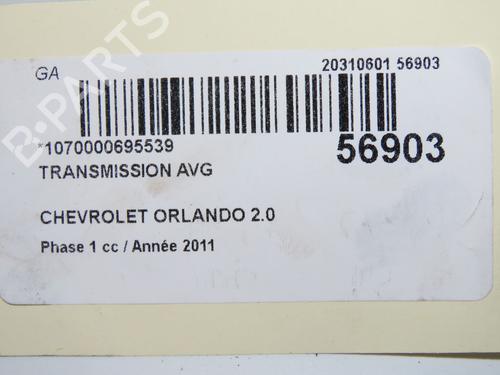 B-PARTS
GA
20310601 56903
*1070000695539
56903
TRANSMISSION AVG
CHEVROLET ORLANDO 2.0
Phase 1 cc / Année 2011